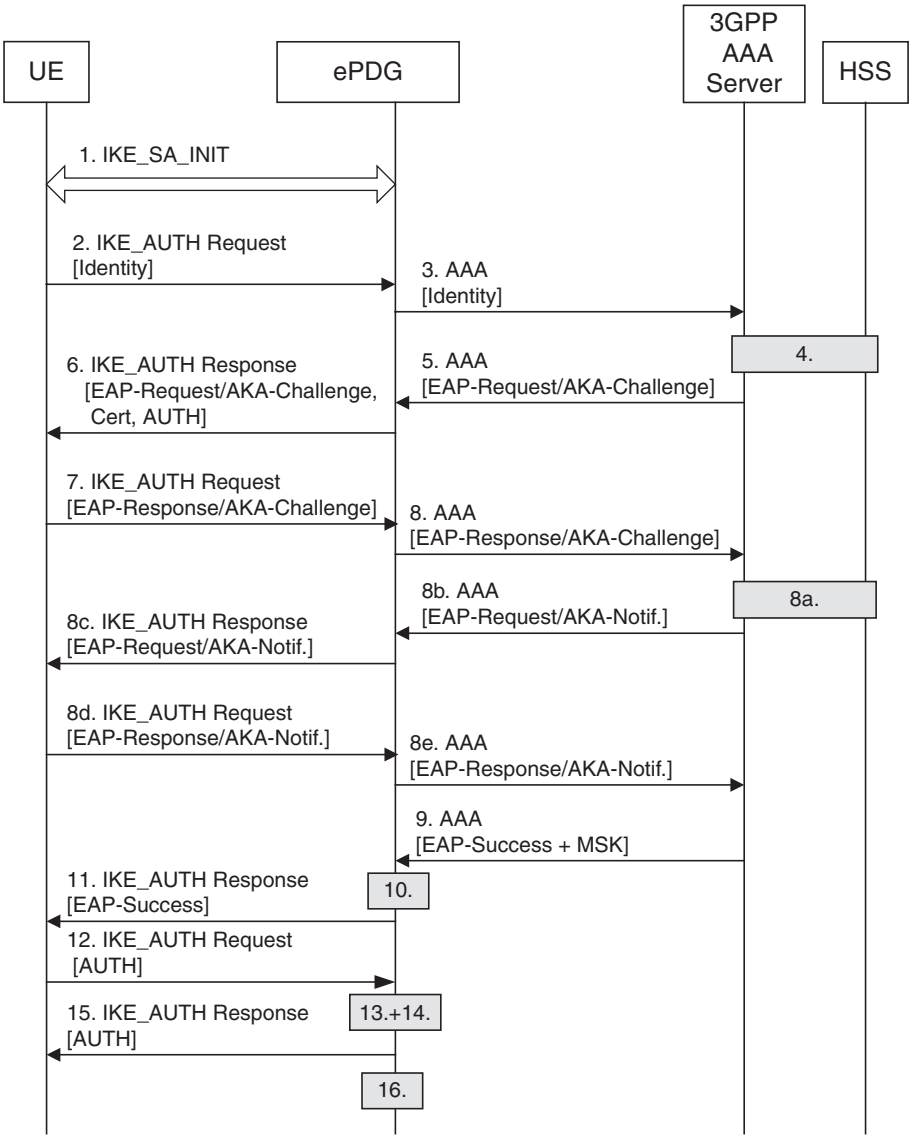 UE
ePDG
3GPP
AAA
Server
HSS
1. IKE_SA_INIT
2. IKE_AUTH Request
[Identity]
3. AAA
[Identity]
4.
5. AAA
[EAP-Request/AKA-Challenge]
6. IKE_AUTH Response
[EAP-Request/AKA-Challenge,
Cert, AUTH]
7. IKE_AUTH Request
[EAP-Response/AKA-Challenge]
8. AAA
[EAP-Response/AKA-Challenge]
8a.
8b. AAA
[EAP-Request/AKA-Notif.]
8c. IKE_AUTH Response
[EAP-Request/AKA-Notif.]
8d. IKE_AUTH Request
[EAP-Response/AKA-Notif.]
8e. AAA
[EAP-Response/AKA-Notif.]
9. AAA
[EAP-Success + MSK]
10.
11. IKE_AUTH Response
[EAP-Success]
12. IKE_AUTH Request
[AUTH]
13.+14.
15. IKE_AUTH Response
[AUTH]
16.